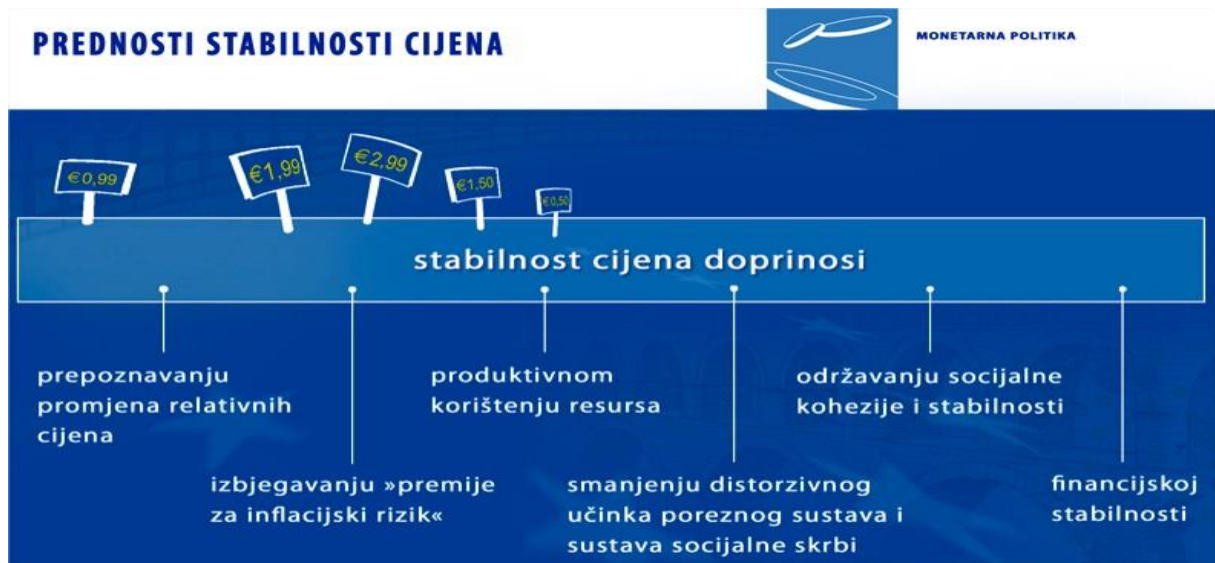 PREDNOSTI STABILNOSTI CIJENA
MONETARNA POLITIKA
€0,99
€1,99
€2,99
€1,50
€0,50
stabilnost cijena doprinosi
prepoznavanju
promjena relativnih
cijena
izbjegavanju »premije
za inflacijski rizik«
produktivnom
korištenju resursa
smanjenju distorzivnog
učinka poreznog sustava i
sustava socijalne skrbi
održavanju socijalne
kohezije i stabilnosti
financijskoj
stabilnosti